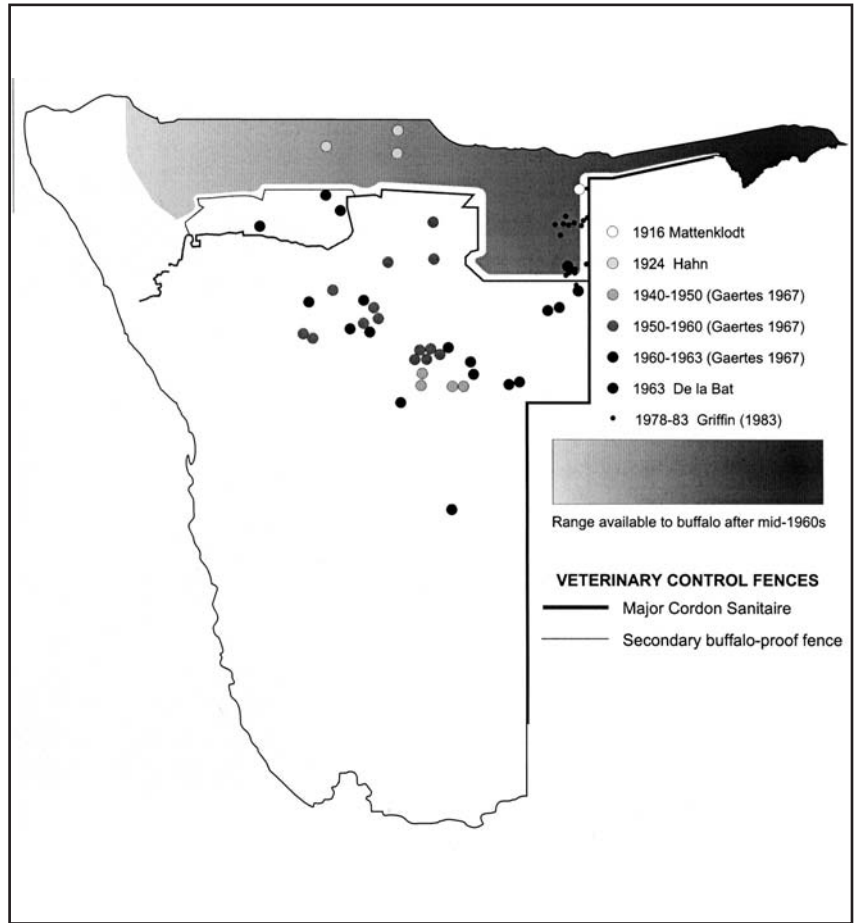 1916 Mattenklodt
1924 Hahn
1940-1950 (Gaertes 1967)
1950-1960 (Gaertes 1967)
1960-1963 (Gaertes 1967)
1963 De la Bat
1978-83 Griffin (1983)
Range available to buffalo after mid-1960s
VETERINARY CONTROL FENCES
Major Cordon Sanitaire
Secondary buffalo-proof fence